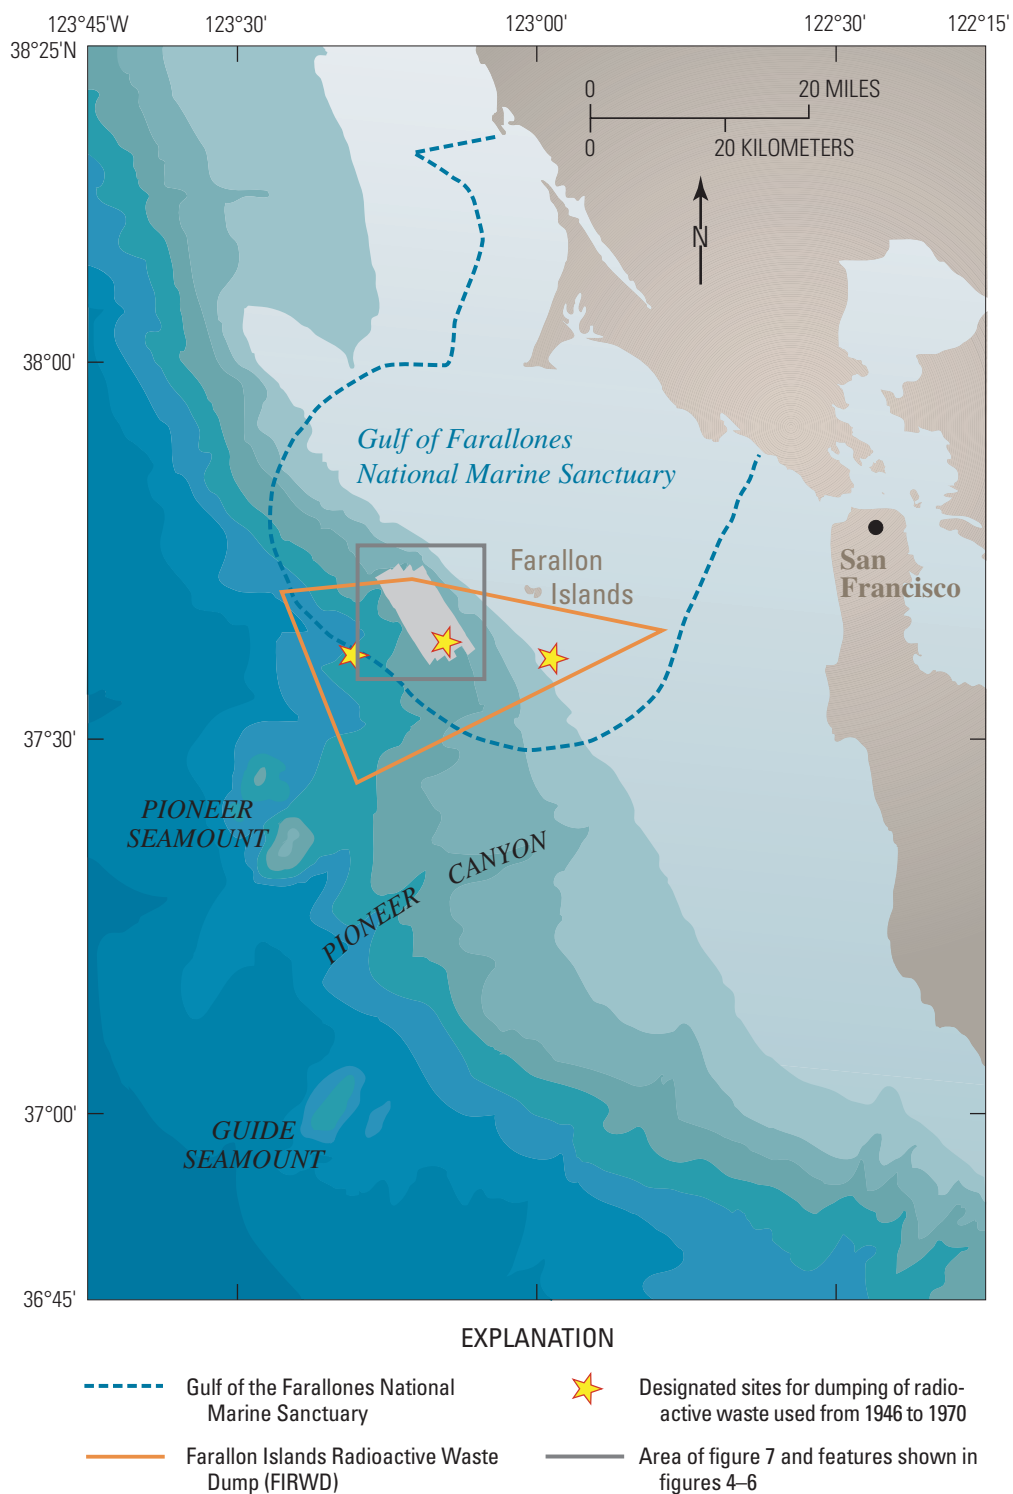 123°45'W 123°30' 123°00' 122°30' 122°15'
38°25'N
0 20 MILES
0 20 KILOMETERS
N
38°00'
Gulf of Farallones
National Marine Sanctuary
Farallon
Islands
San
Francisco
37°30'
PIONEER
SEAMOUNT
PIONEER CANYON
37°00'
GUIDE
SEAMOUNT
36°45'
EXPLANATION
Gulf of the Farallones National
Marine Sanctuary
Farallon Islands Radioactive Waste
Dump (FIRWD)
Designated sites for dumping of radio-
active waste used from 1946 to 1970
Area of figure 7 and features shown in
figures 4–6